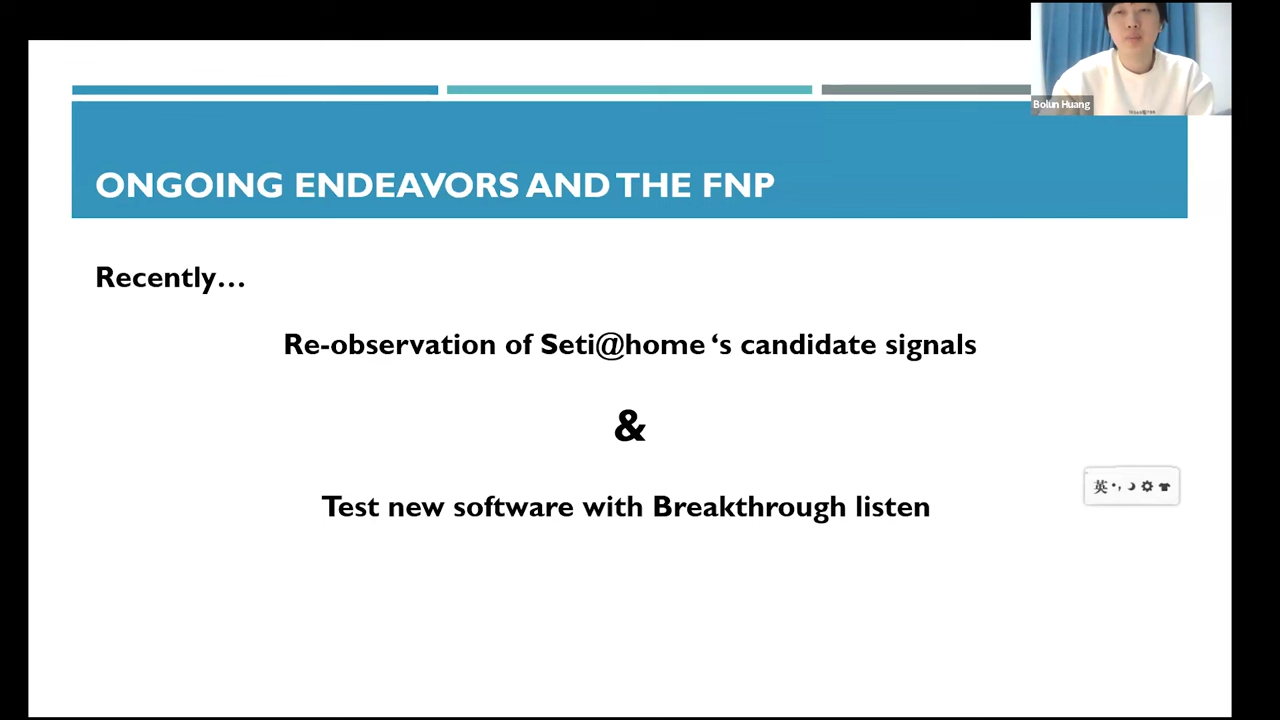 Bolun Huang
ONGOING ENDEAVORS AND THE FNP
Recently…
Re-observation of Seti@home ‘s candidate signals
&
Test new software with Breakthrough listen
英